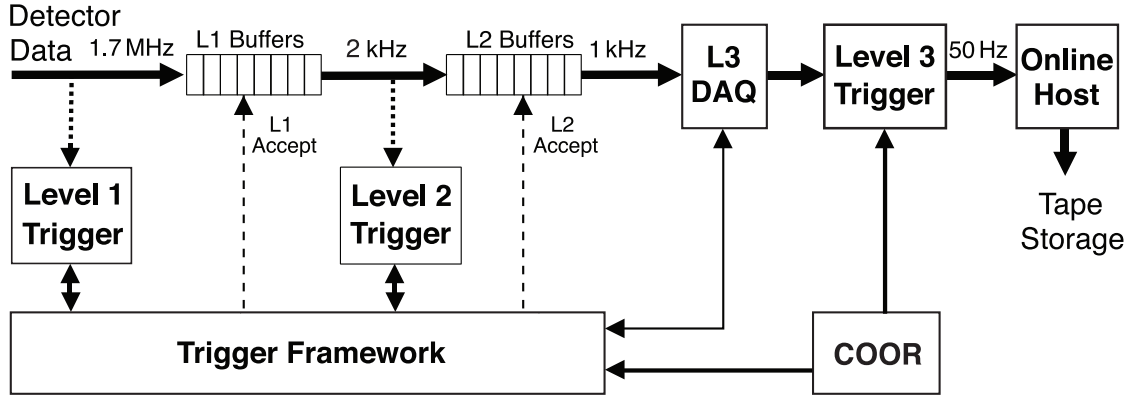 Detector
Data
1.7 MHz
L1 Buffers
2 kHz
L2 Buffers
1 kHz
L3
DAQ
Level 3
Trigger
50 Hz
Online
Host
L1
Accept
L2
Accept
Level 1
Trigger
Level 2
Trigger
Tape
Storage
Trigger Framework
COOR